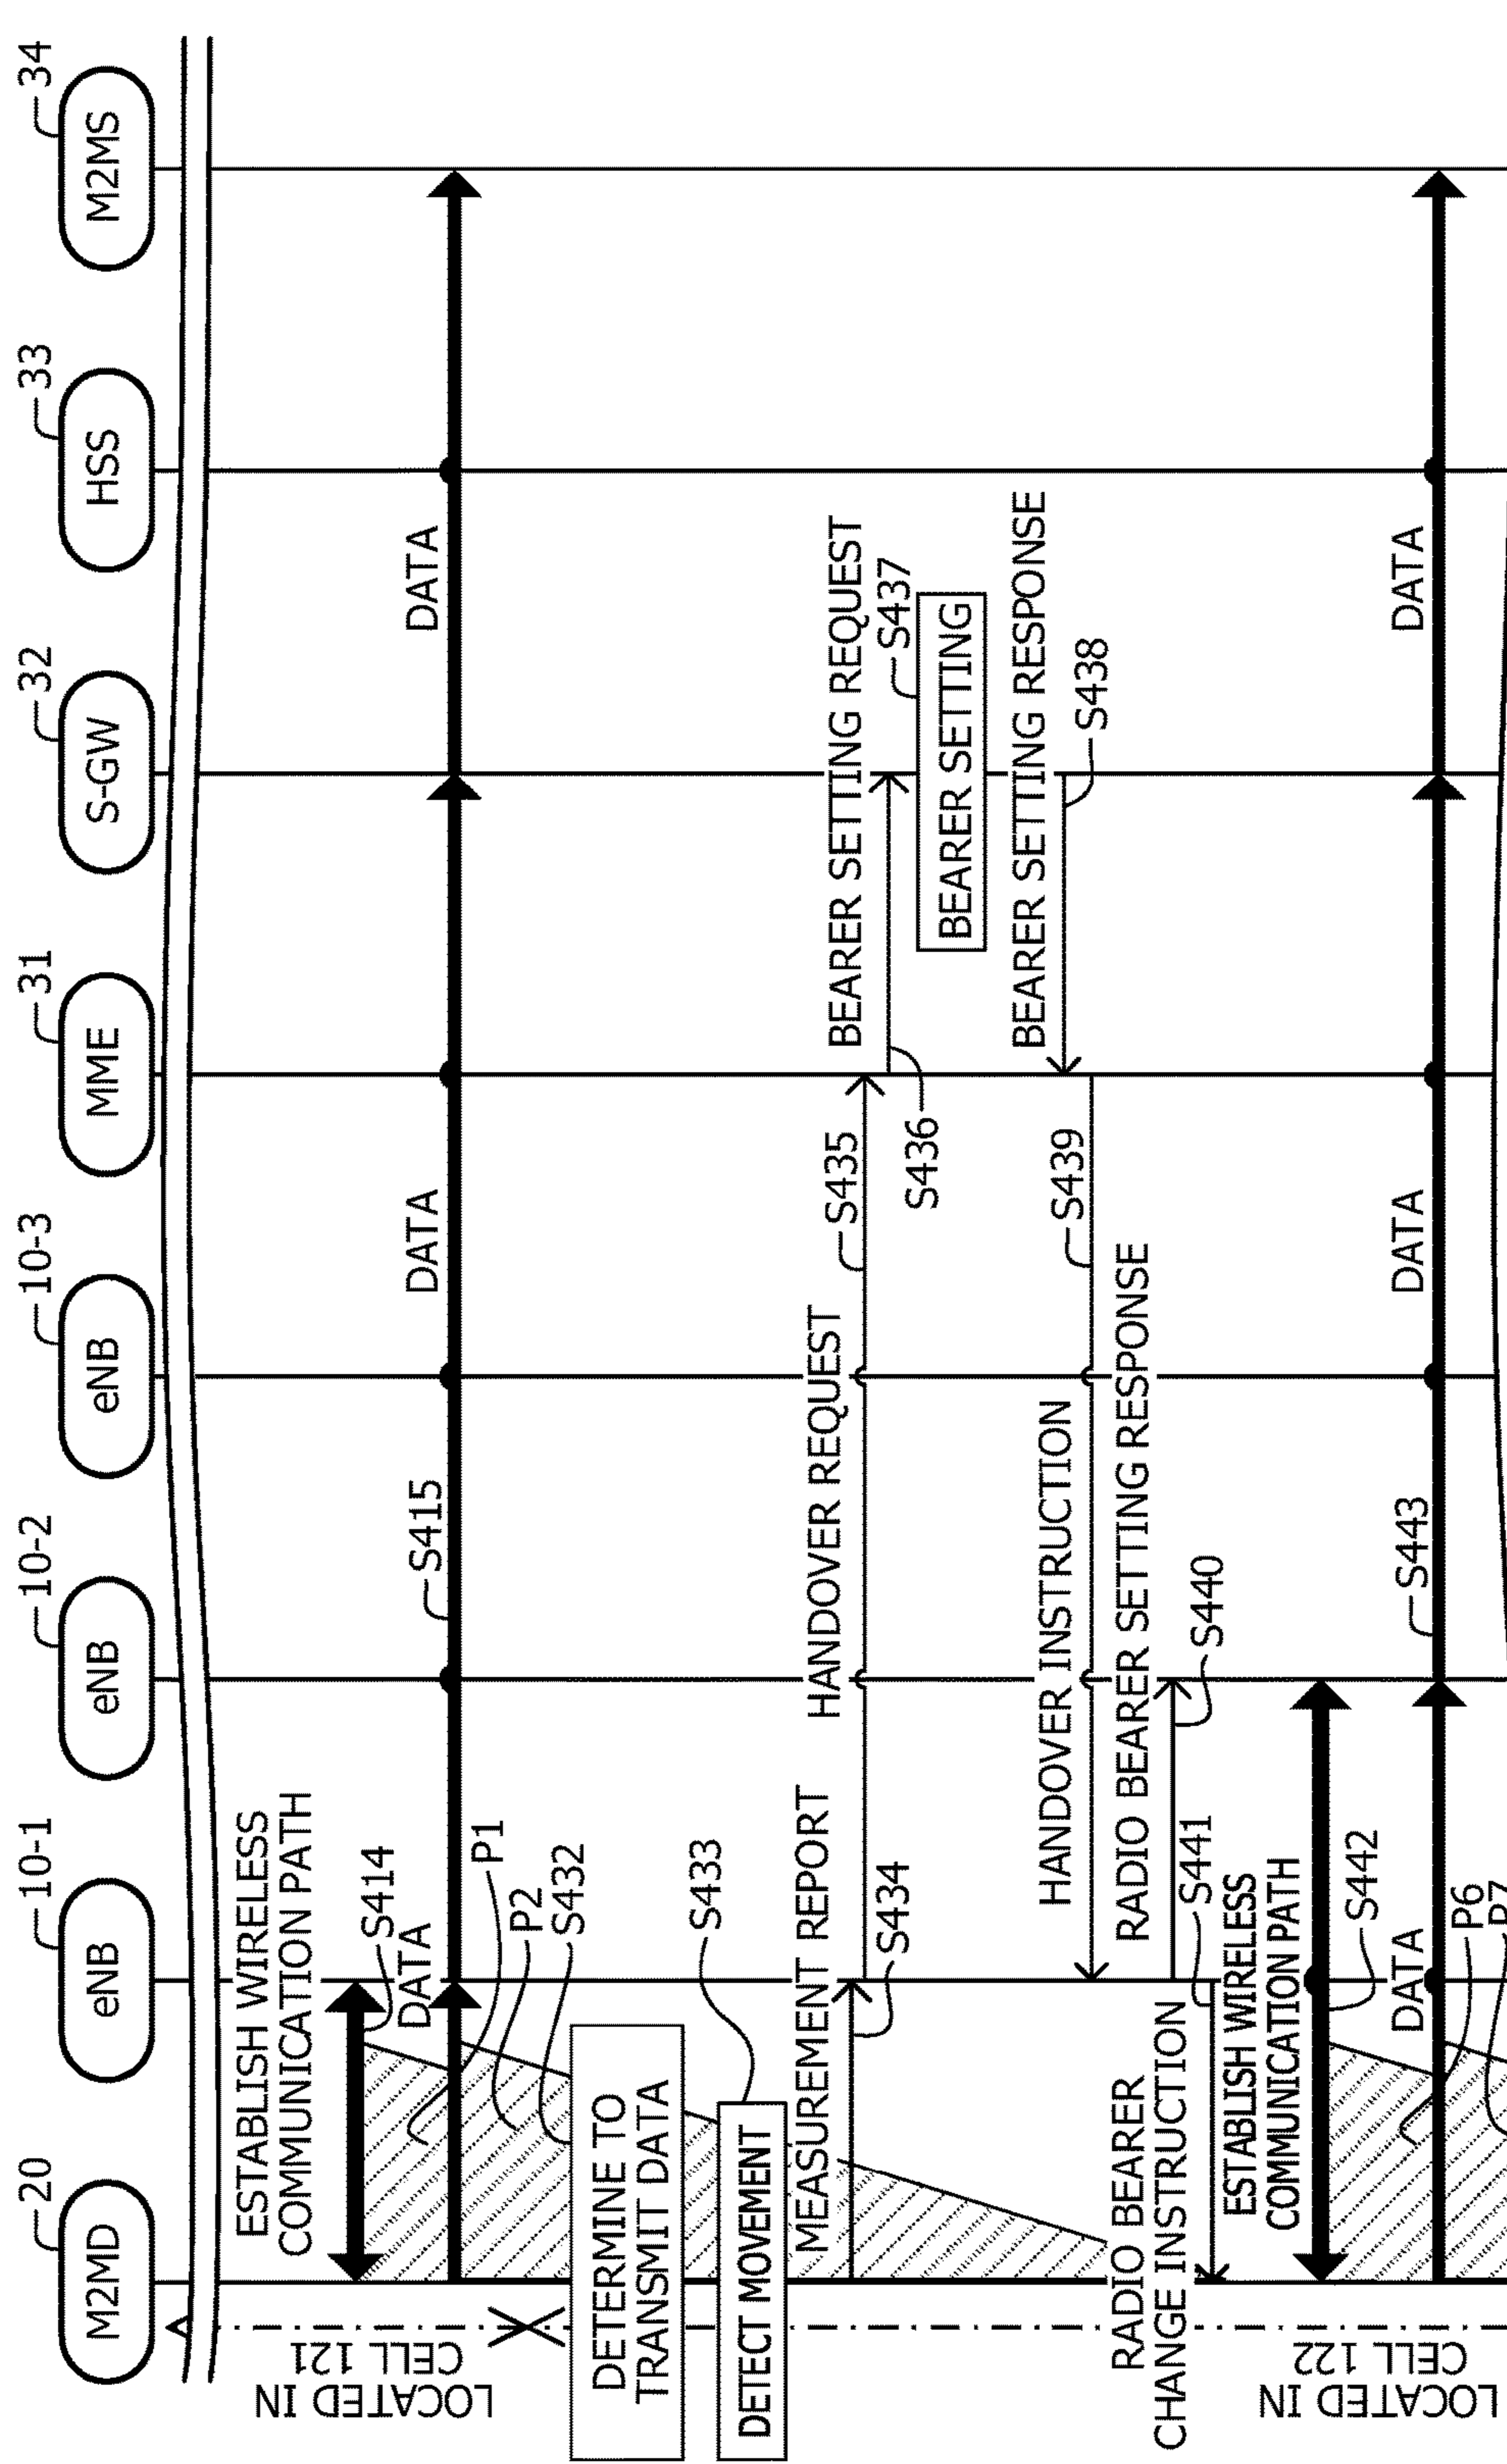 M2MD
20
eNB
10-1
eNB
10-2
eNB
10-3
MME
31
S-GW
32
HSS
33
M2MS
34
LOCATED IN
CELL 121
ESTABLISH WIRELESS
COMMUNICATION PATH
S414
DATA
S415
DATA
DATA
P1
P2
S432
DETERMINE TO
TRANSMIT DATA
S433
DETECT MOVEMENT
MEASUREMENT REPORT
S434
HANDOVER REQUEST
S435
BEARER SETTING REQUEST
S436
S437
BEARER SETTING
BEARER SETTING RESPONSE
S438
HANDOVER INSTRUCTION
S439
RADIO BEARER SETTING RESPONSE
S440
RADIO BEARER
CHANGE INSTRUCTION
S441
LOCATED IN
CELL 122
ESTABLISH WIRELESS
COMMUNICATION PATH
S442
DATA
S443
DATA
DATA
P6
P7